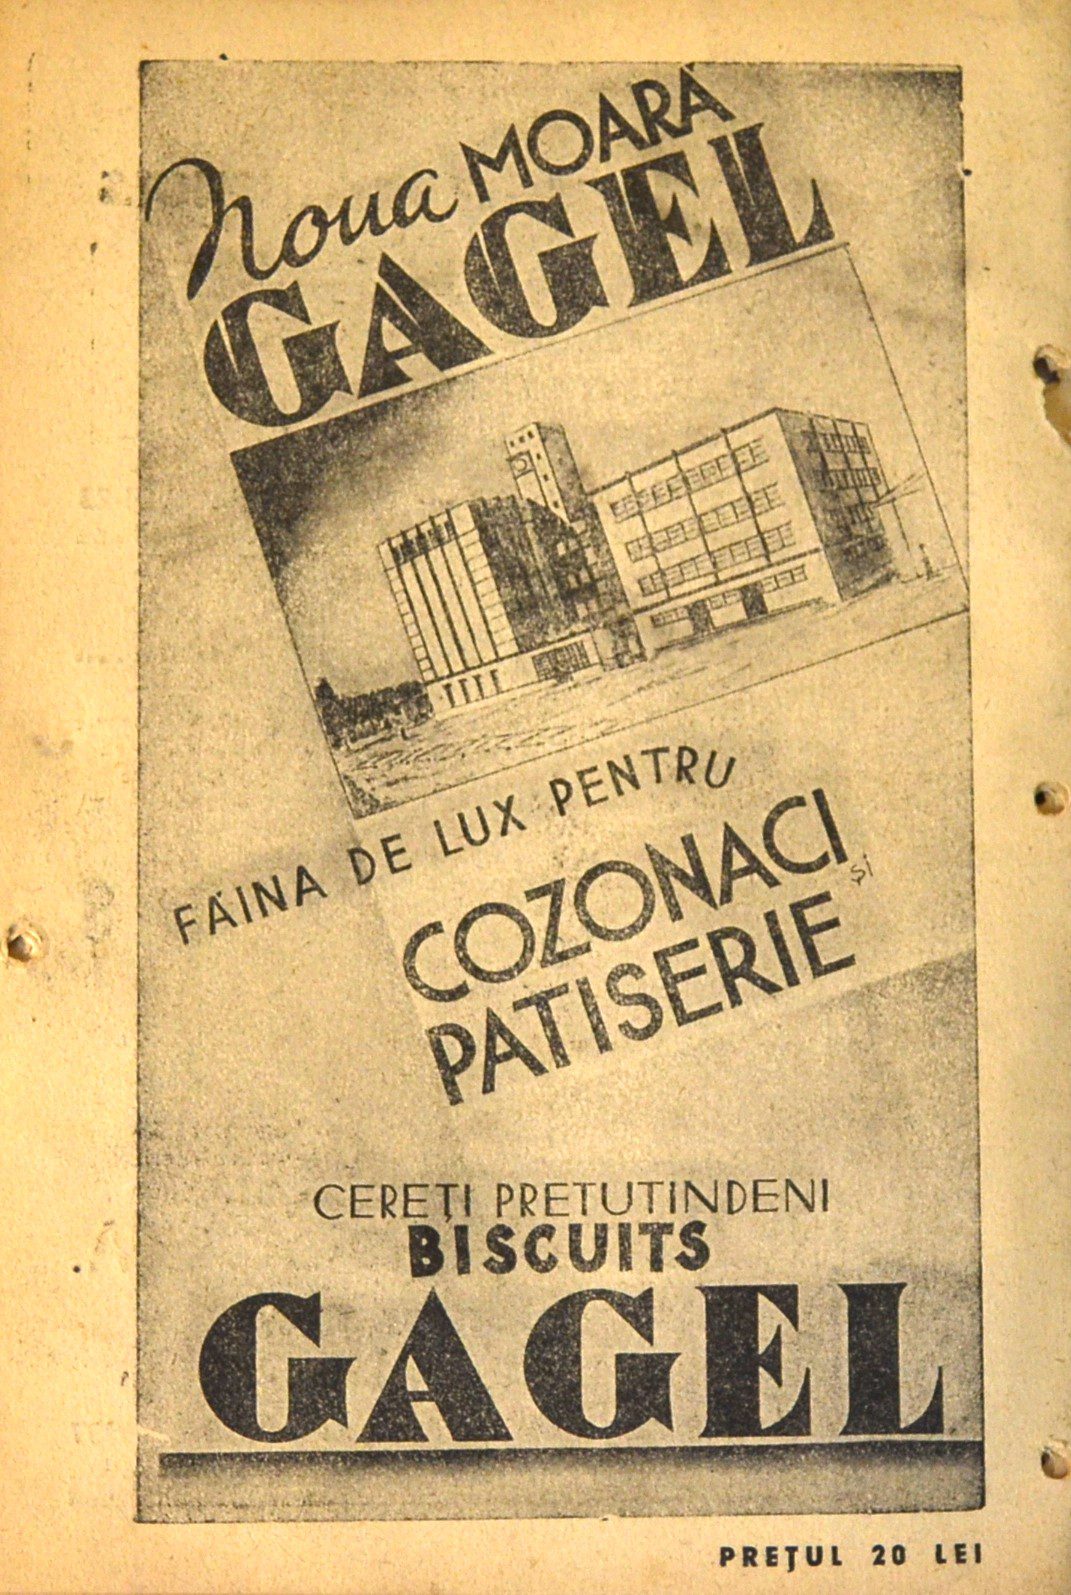 Noua MOARĂ
GAGEL
FĂINA DE LUX PENTRU
COZONACI
și
PATISERIE
CEREȚI PRETUTINDENI
BISCUITS
GAGEL
PREȚUL 20 LEI